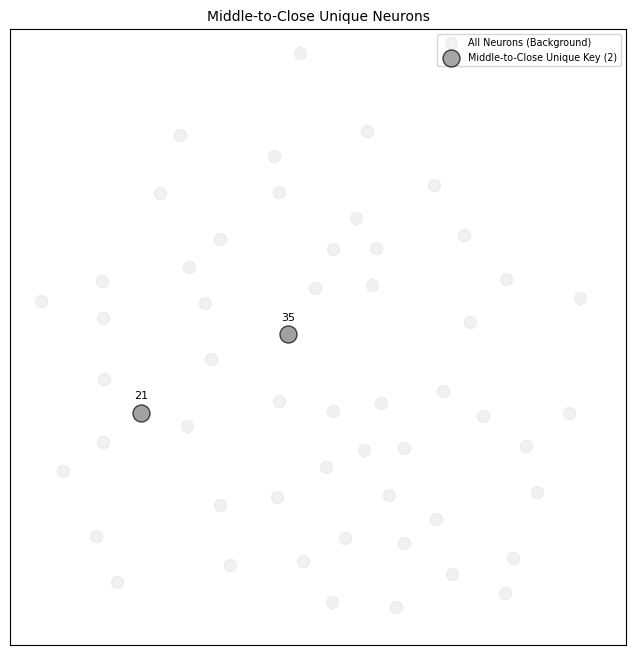 Middle-to-Close Unique Neurons
All Neurons (Background)
Middle-to-Close Unique Key (2)
35
21